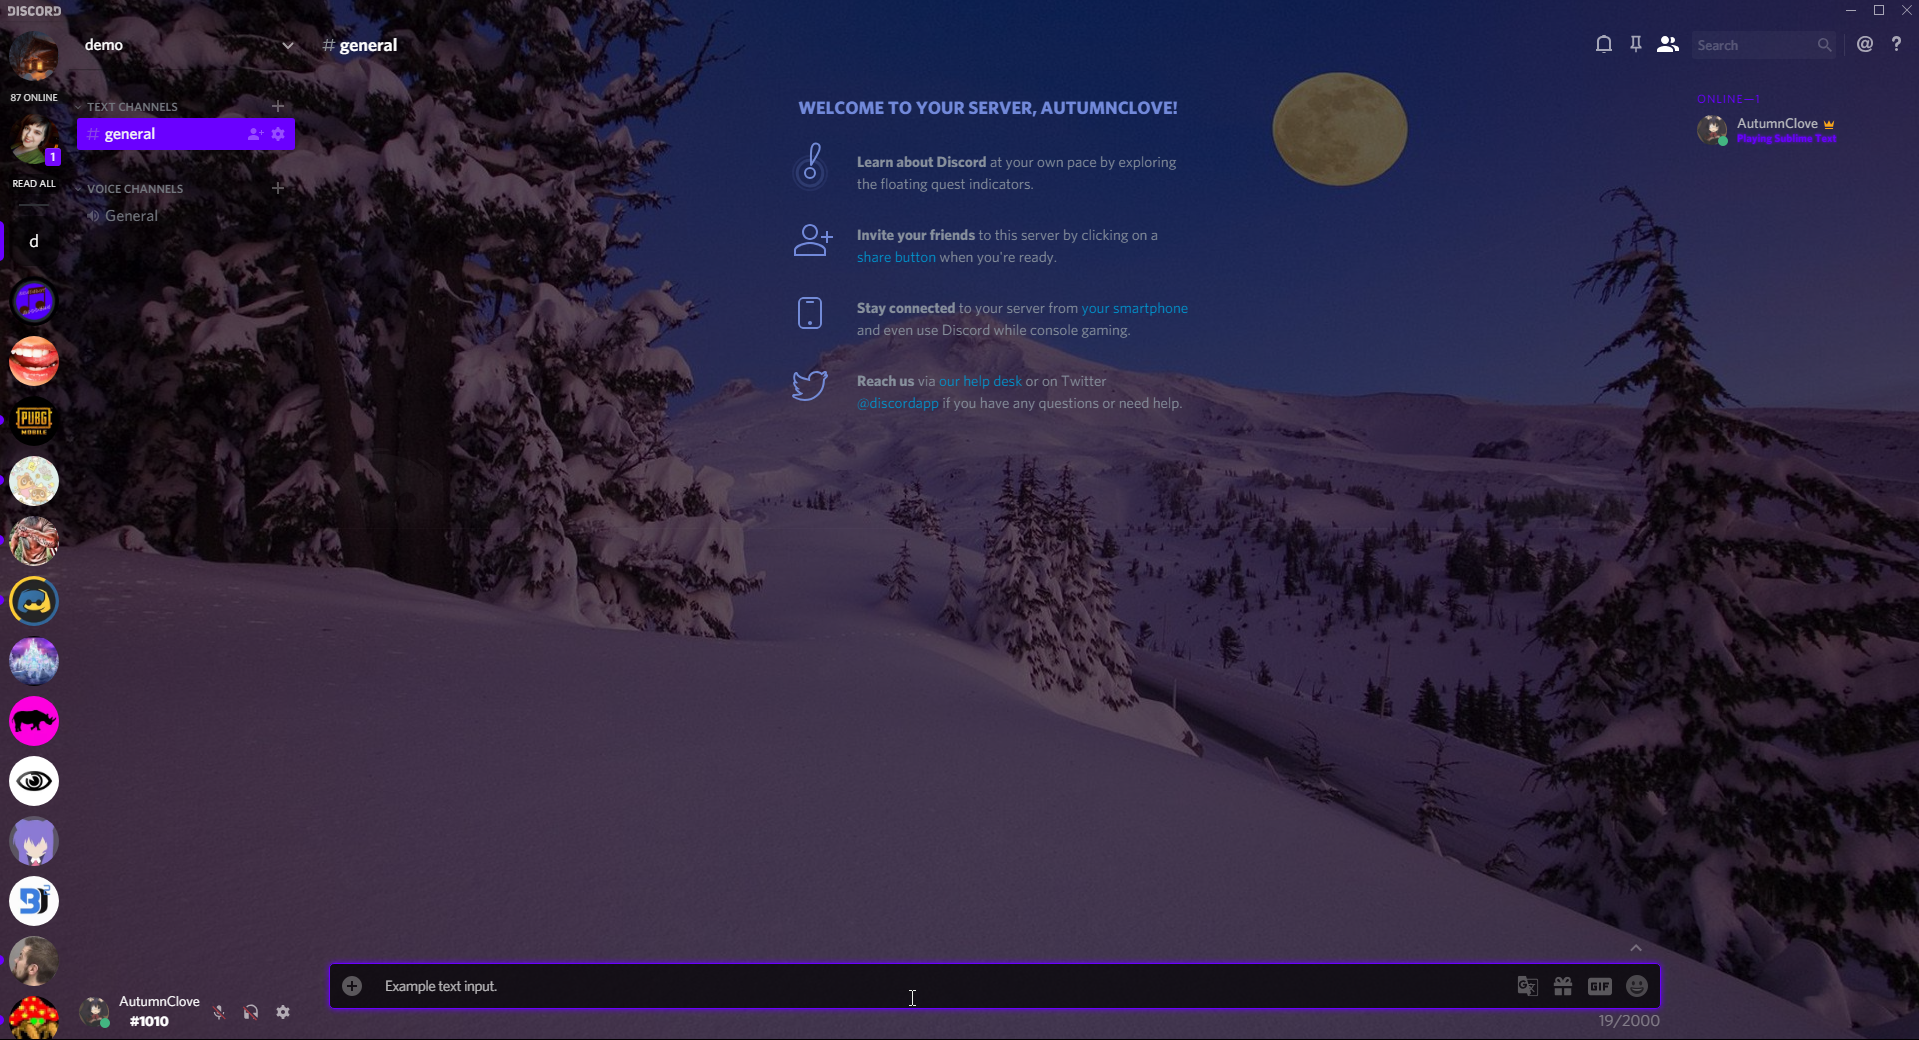 DISCORD
demo
# general
Search
@
?
87 ONLINE
1
READ ALL
d
PUBG
MOBILE
TEXT CHANNELS
# general
VOICE CHANNELS
General
WELCOME TO YOUR SERVER, AUTUMNCLOVE!
Learn about Discord at your own pace by exploring
the floating quest indicators.
Invite your friends to this server by clicking on a
share button when you're ready.
Stay connected to your server from your smartphone
and even use Discord while console gaming.
Reach us via our help desk or on Twitter
@discordapp if you have any questions or need help.
ONLINE—1
AutumnClove
Playing Sublime Text
AutumnClove
#1010
Example text input.
GIF
19/2000